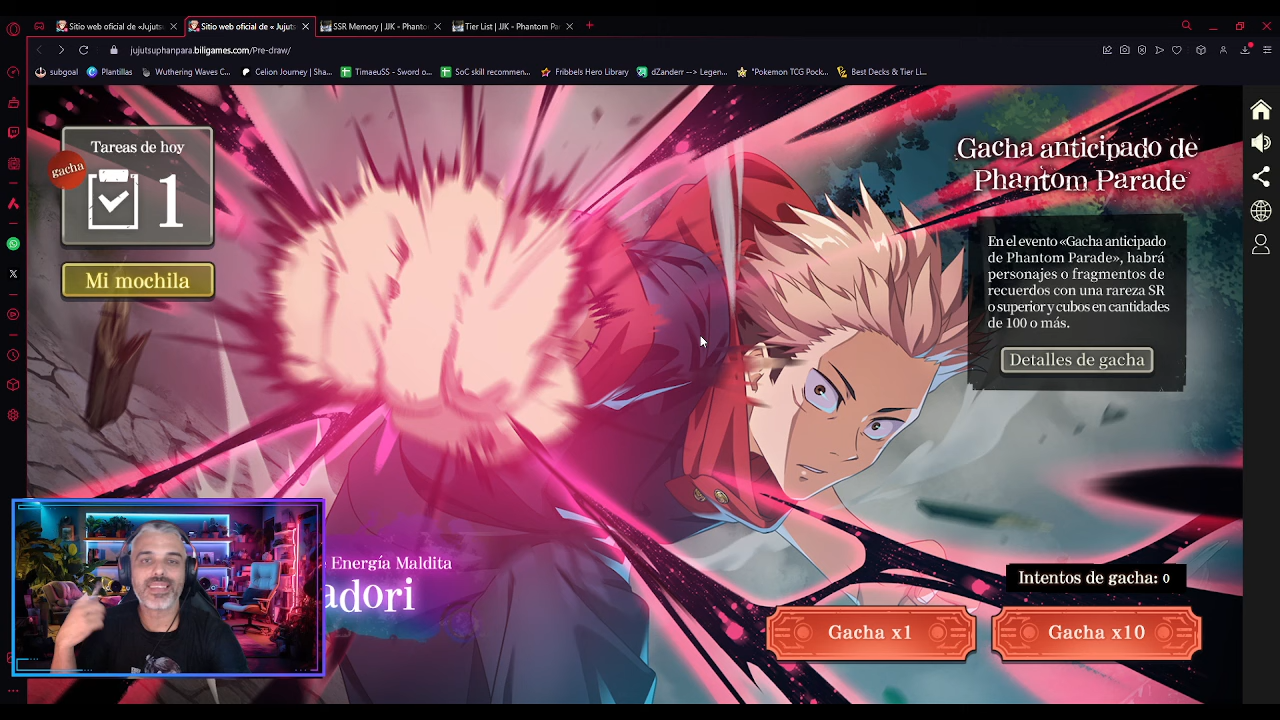 Sitio web oficial de «Jujuts
Sitio web oficial de « Jujuts
SSR Memory | JJK - Phanto
Tier List | JJK - Phantom Pa
jujutsuphanpara.biligames.com/Pre-draw/
subgoal
Plantillas
Wuthering Waves C...
Celion Journey | Sha...
TimaeuSS - Sword o...
SoC skill recommen...
Fribbels Hero Library
dZanderr --> Legen...
"Pokemon TCG Pock...
Best Decks & Tier Li...
Tareas de hoy
gacha
1
Mi mochila
Gacha anticipado de
Phantom Parade
En el evento «Gacha anticipado
de Phantom Parade», habrá
personajes o fragmentos de
recuerdos con una rareza SR
o superior y cubos en cantidades
de 100 o más.
Detalles de gacha
Energía Maldita
adori
Intentos de gacha: 0
Gacha x1
Gacha x10